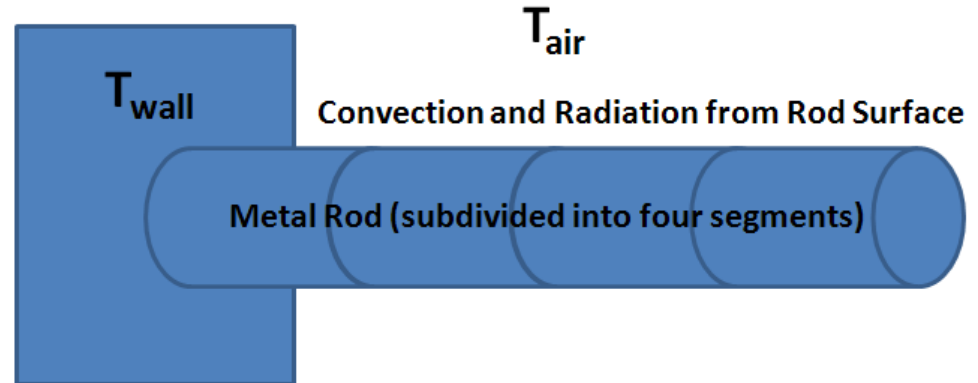 T_air
T_wall
Convection and Radiation from Rod Surface
Metal Rod (subdivided into four segments)